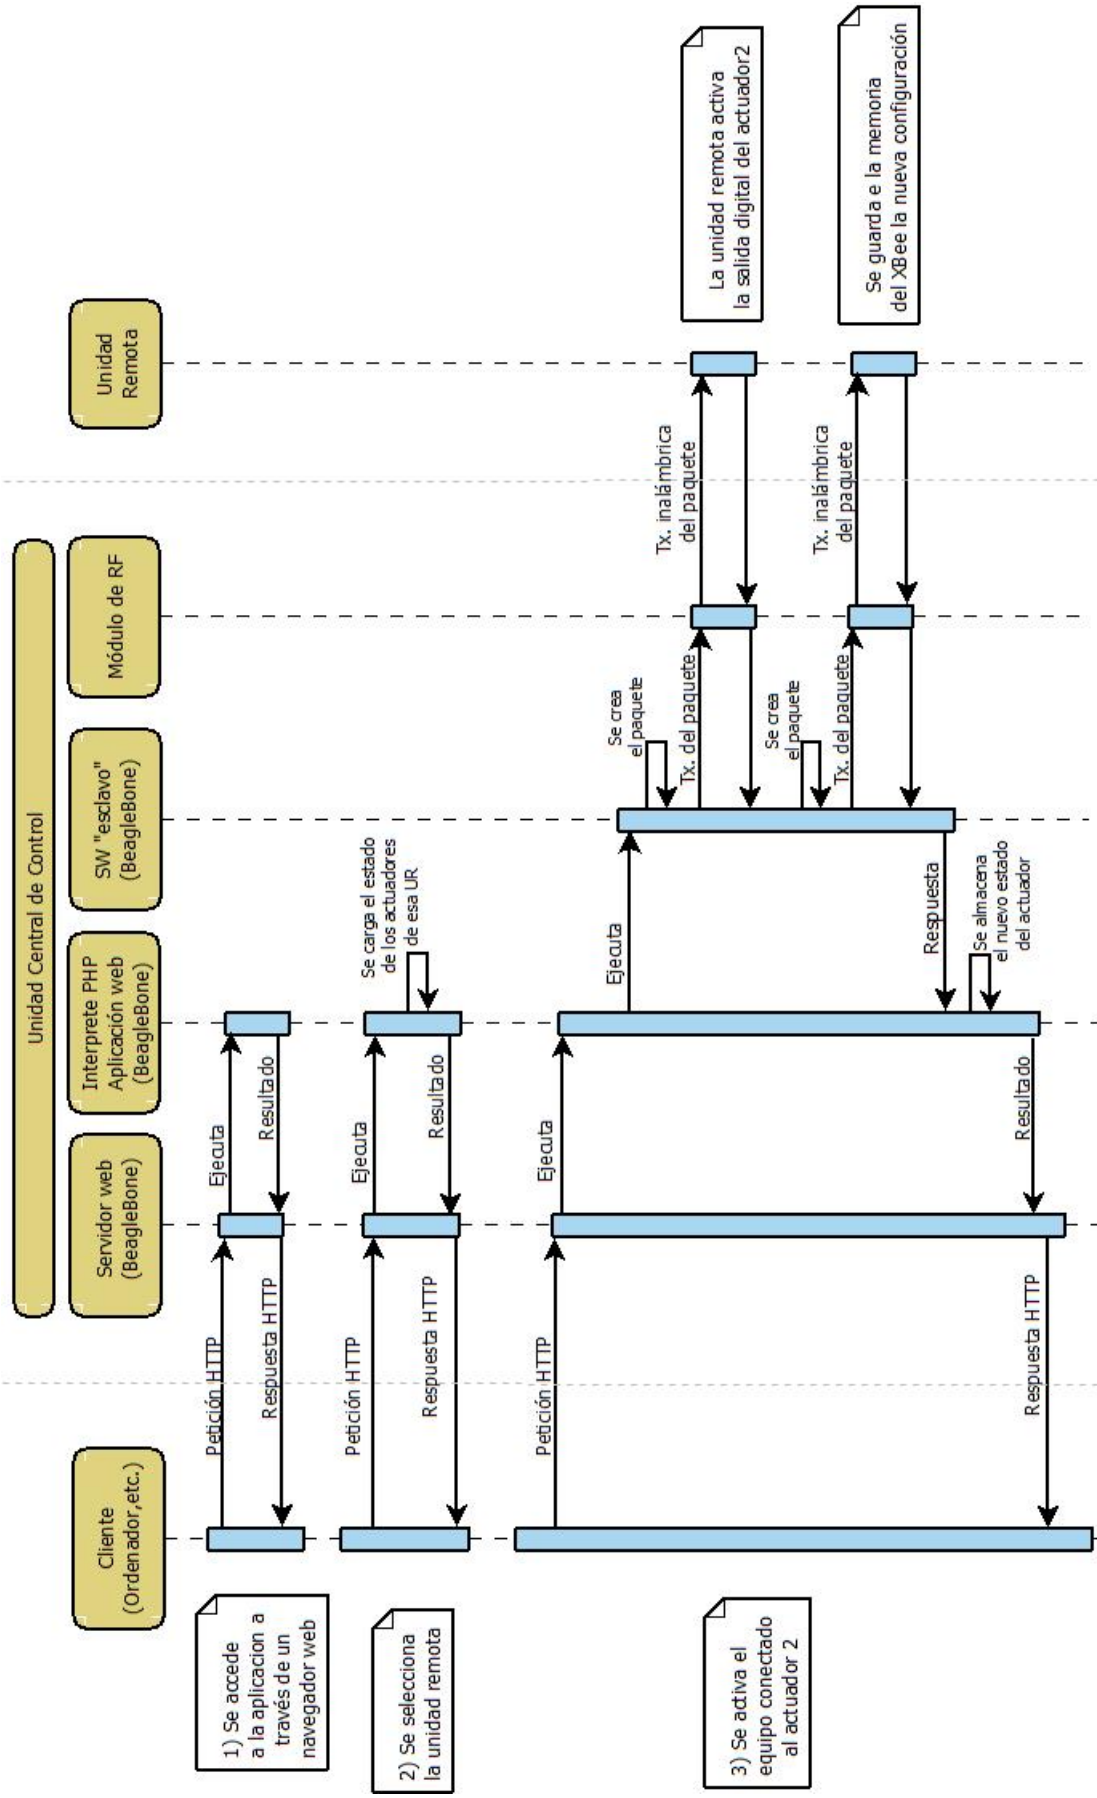 Unidad Central de Control
Cliente
(Ordenador,etc.)
Servidor web
(BeagleBone)
Interprete PHP
Aplicación web
(BeagleBone)
SW "esclavo"
(BeagleBone)
Módulo de RF
Unidad
Remota
1) Se accede
a la aplicacion a
través de un
navegador web
Petición HTTP
Ejecuta
Resultado
Respuesta HTTP
2) Se selecciona
la unidad remota
Petición HTTP
Ejecuta
Se carga el estado
de los actuadores
de esa UR
Resultado
Respuesta HTTP
3) Se activa el
equipo conectado
al actuador 2
Petición HTTP
Ejecuta
Ejecuta
Se crea
el paquete
Tx. del paquete
Tx. inalámbrica
del paquete
La unidad remota activa
la salida digital del actuador2
Se crea
el paquete
Tx. del paquete
Tx. inalámbrica
del paquete
Se guarda e la memoria
del XBee la nueva configuración
Respuesta
Se almacena
el nuevo estado
del actuador
Resultado
Respuesta HTTP